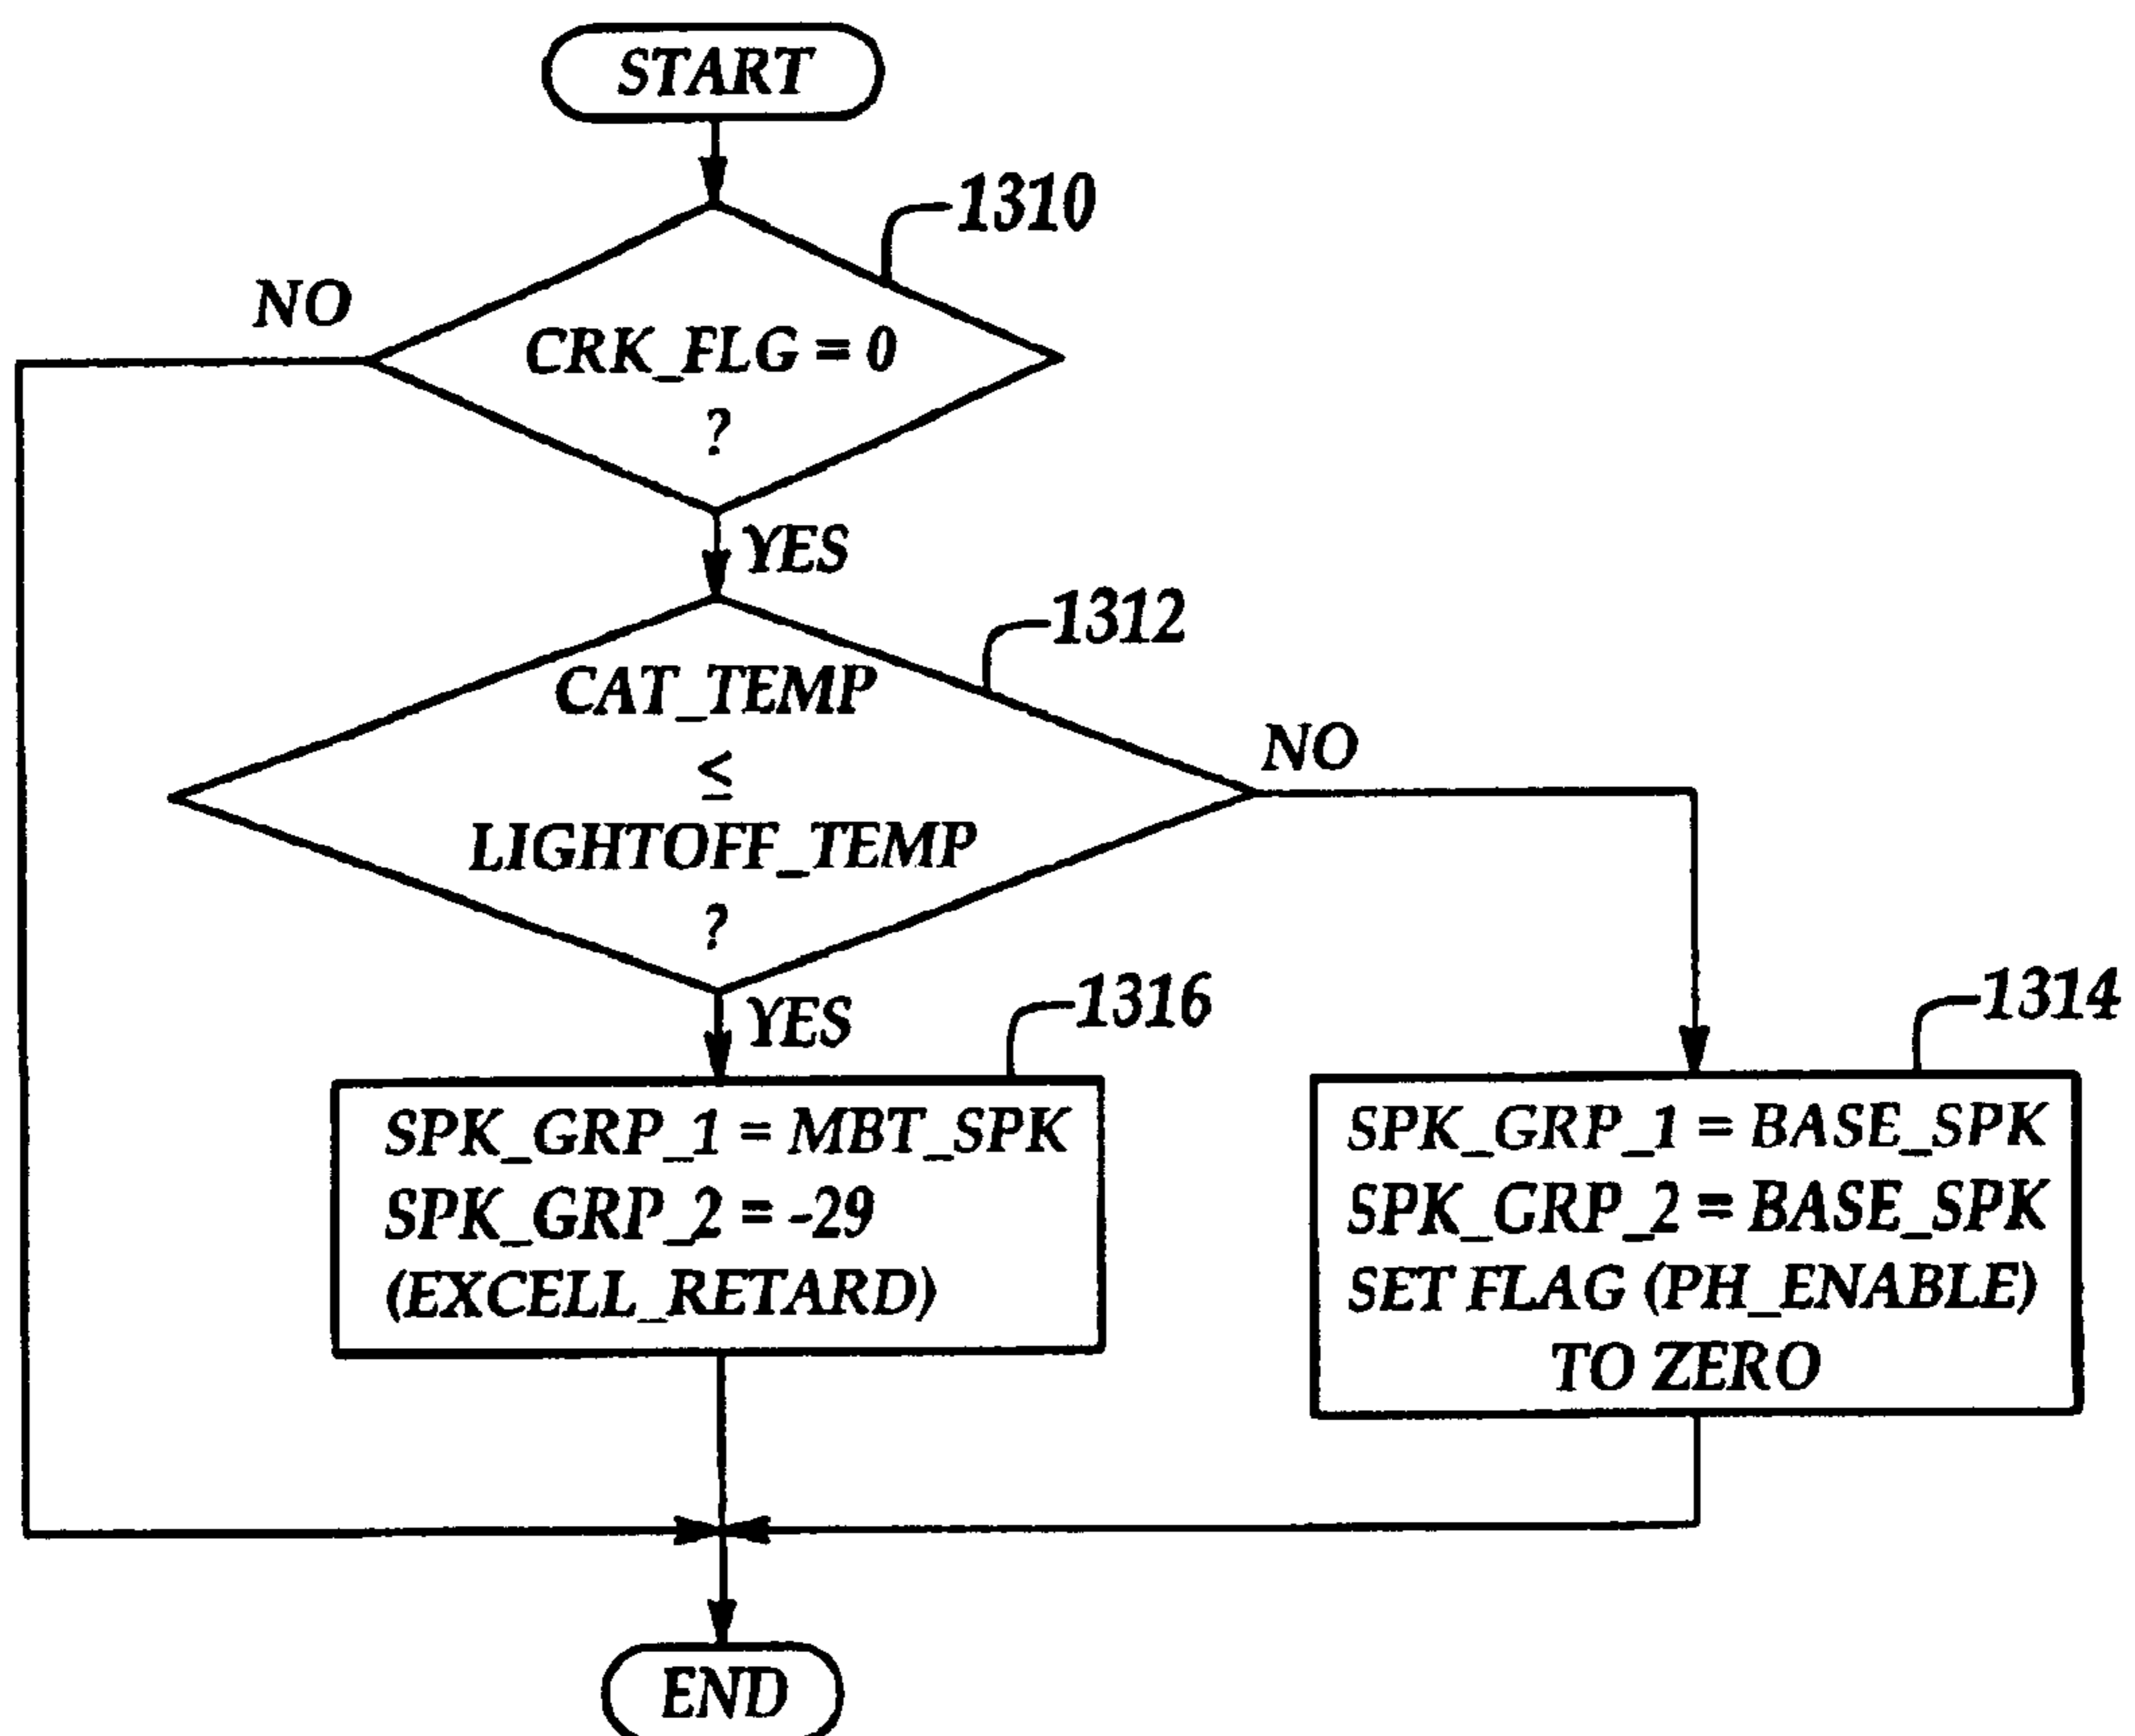 START
1310
NO
CRK_FLG = 0
?
YES
1312
CAT_TEMP
≤
LIGHTOFF_TEMP
?
NO
YES
1316
1314
SPK_GRP_1 = MBT_SPK
SPK_GRP_2 = -29
(EXCELL_RETARD)
SPK_GRP_1 = BASE_SPK
SPK_GRP_2 = BASE_SPK
SET FLAG (PH_ENABLE)
TO ZERO
END